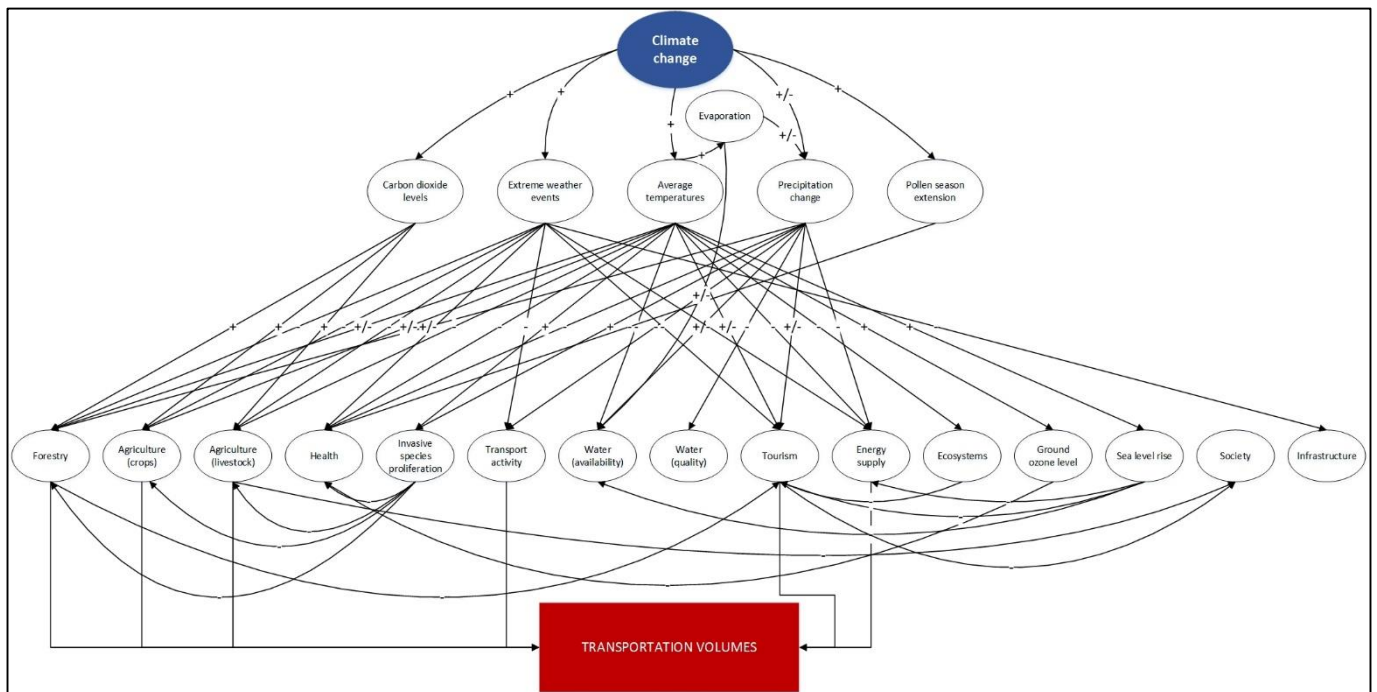 Climate
change
+
+
+
+/-
+
Evaporation
+/-
+
Carbon dioxide
levels
Extreme weather
events
Average
temperatures
Precipitation
change
Pollen season
extension
+/-
+ - + - + - +/- - +/- +/- - - - + - + - - +/- +/- - - +/- - - + + -
Forestry
Agriculture
(crops)
Agriculture
(livestock)
Health
Invasive
species
proliferation
Transport
activity
Water
(availability)
Water
(quality)
Tourism
Energy
supply
Ecosystems
Ground
ozone level
Sea level rise
Society
Infrastructure
TRANSPORTATION VOLUMES